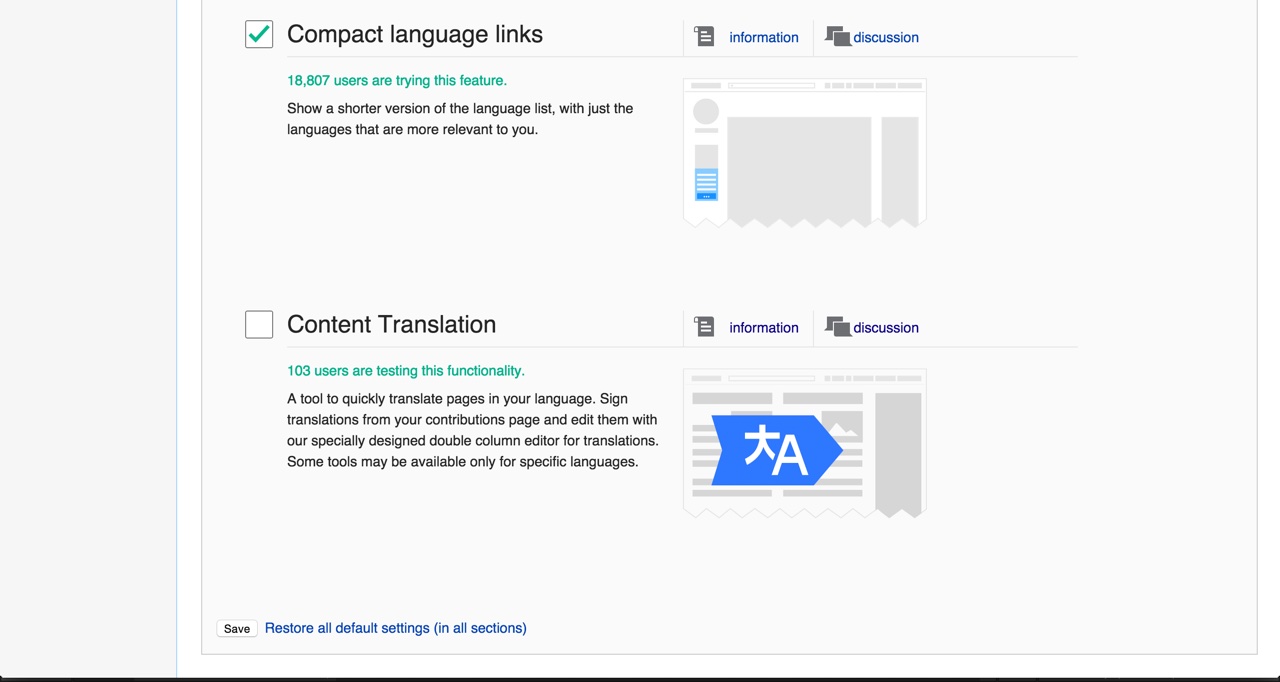 Compact language links
information
discussion
18,807 users are trying this feature.
Show a shorter version of the language list, with just the
languages that are more relevant to you.
Content Translation
information
discussion
103 users are testing this functionality.
A tool to quickly translate pages in your language. Sign
translations from your contributions page and edit them with
our specially designed double column editor for translations.
Some tools may be available only for specific languages.
大A
Save
Restore all default settings (in all sections)